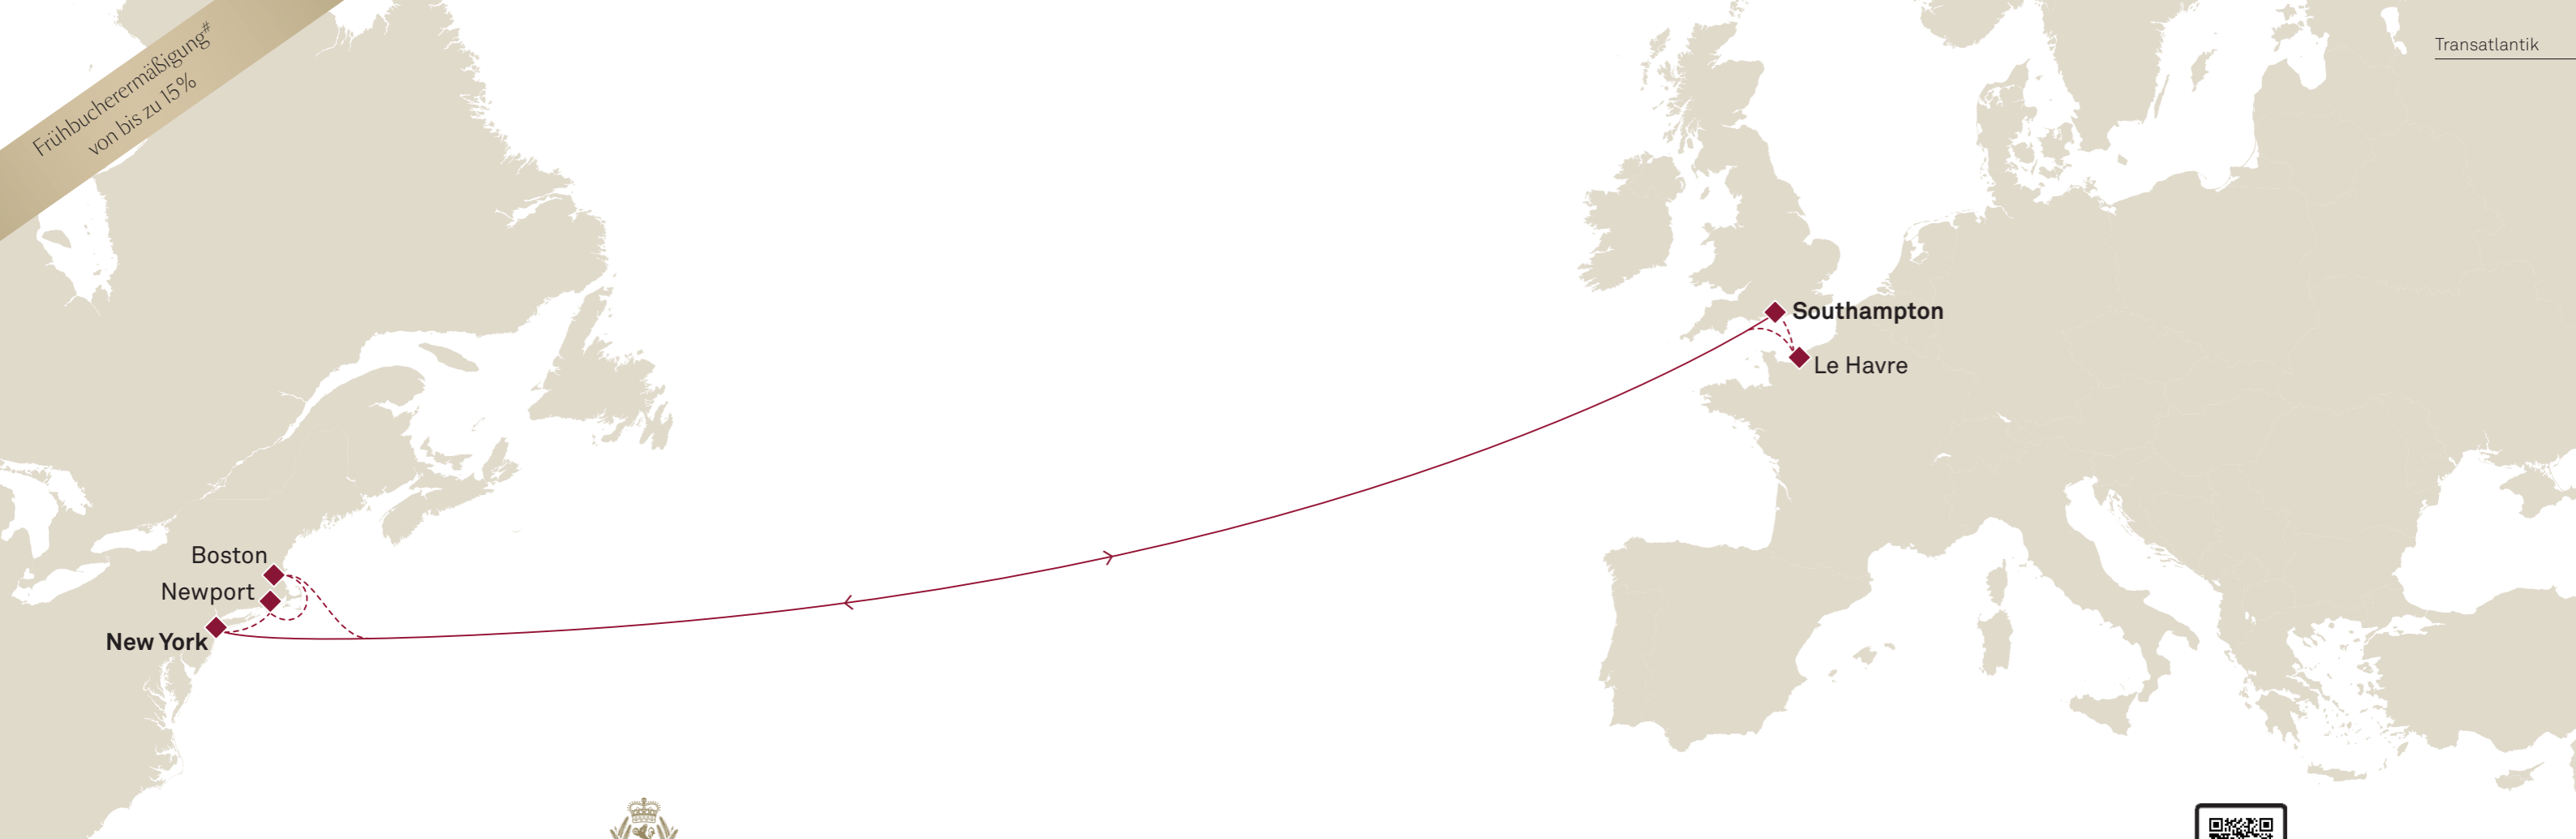 Frühbucherermäßigung#
von bis zu 15%
Transatlantik
Southampton
Le Havre
Boston
Newport
New York